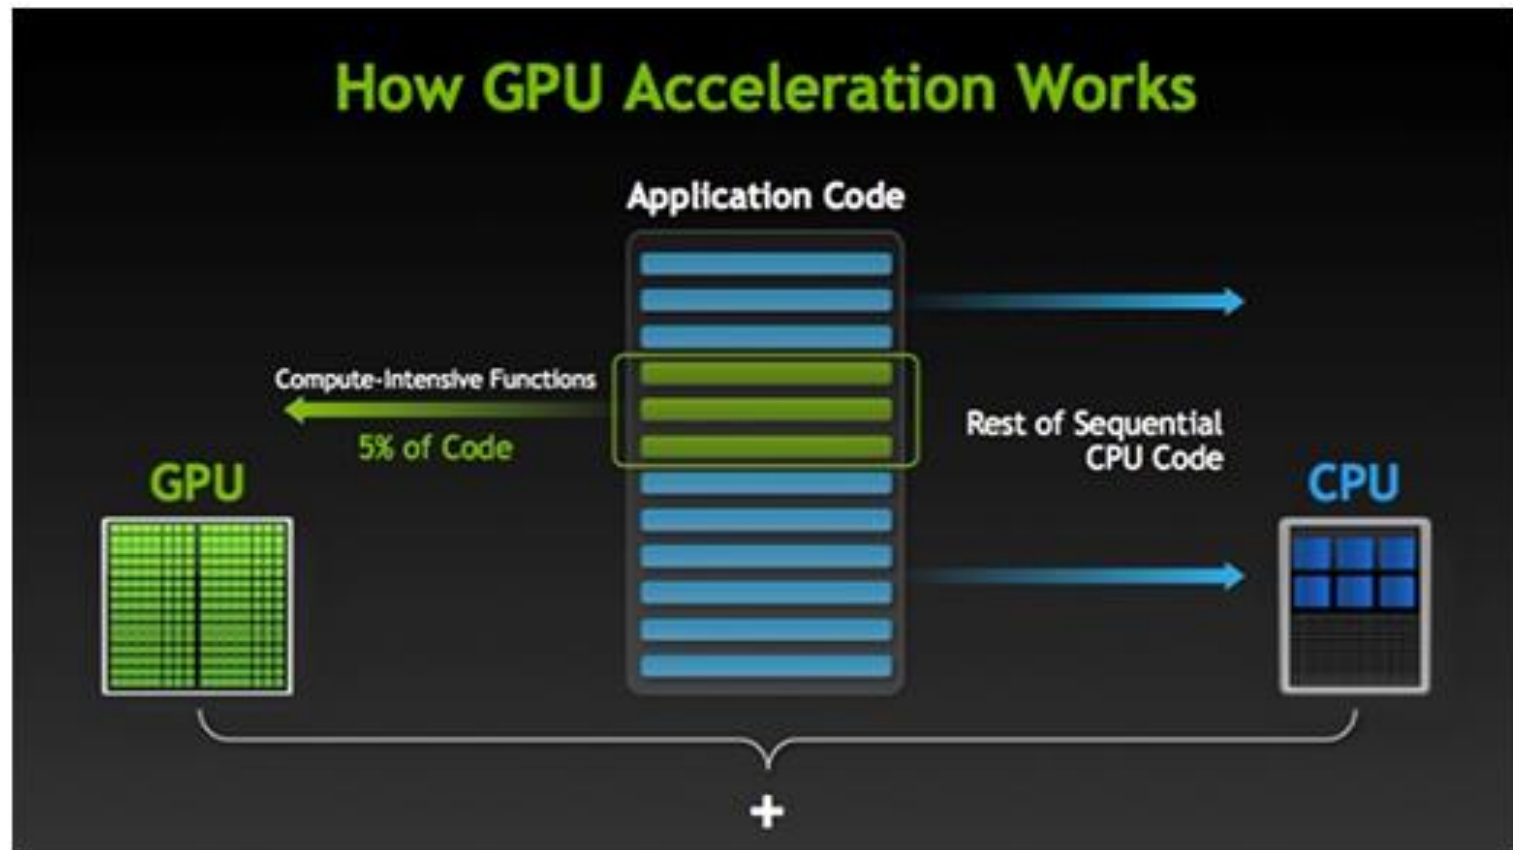 How GPU Acceleration Works
Application Code
Compute-Intensive Functions
5% of Code
Rest of Sequential
CPU Code
GPU
CPU
+